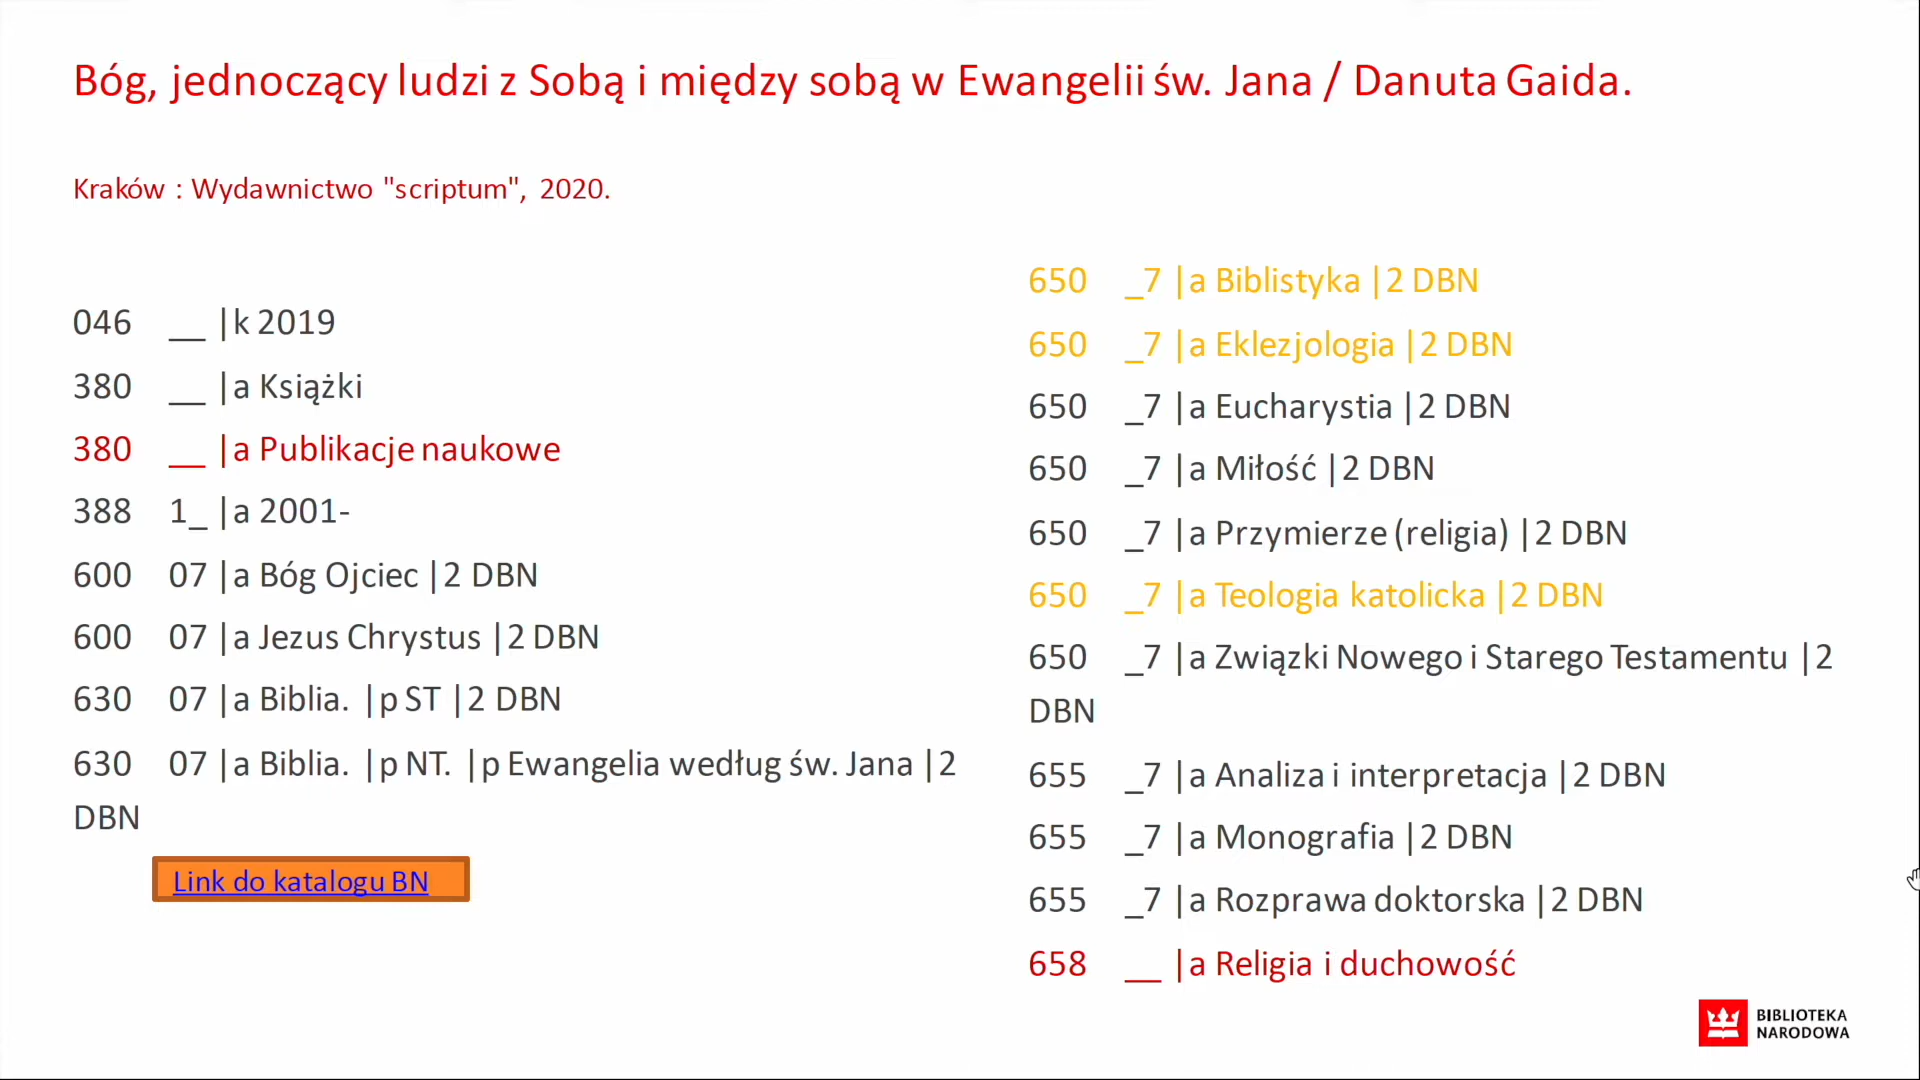 Bóg, jednoczący ludzi z Sobą i między sobą w Ewangelii św. Jana / Danuta Gaida.
Kraków : Wydawnictwo "scriptum", 2020.
046 __ |k 2019
380 __ |a Książki
380 __ |a Publikacje naukowe
388 1_ |a 2001-
600 07 |a Bóg Ojciec |2 DBN
600 07 |a Jezus Chrystus |2 DBN
630 07 |a Biblia. |p ST |2 DBN
630 07 |a Biblia. |p NT. |p Ewangelia według św. Jana |2
DBN
Link do katalogu BN
650 _7 |a Biblistyka |2 DBN
650 _7 |a Eklezjologia |2 DBN
650 _7 |a Eucharystia |2 DBN
650 _7 |a Miłość |2 DBN
650 _7 |a Przymierze (religia) |2 DBN
650 _7 |a Teologia katolicka |2 DBN
650 _7 |a Związki Nowego i Starego Testamentu |2
DBN
655 _7 |a Analiza i interpretacja |2 DBN
655 _7 |a Monografia |2 DBN
655 _7 |a Rozprawa doktorska |2 DBN
658 __ |a Religia i duchowość
BIBLIOTEKA
NARODOWA